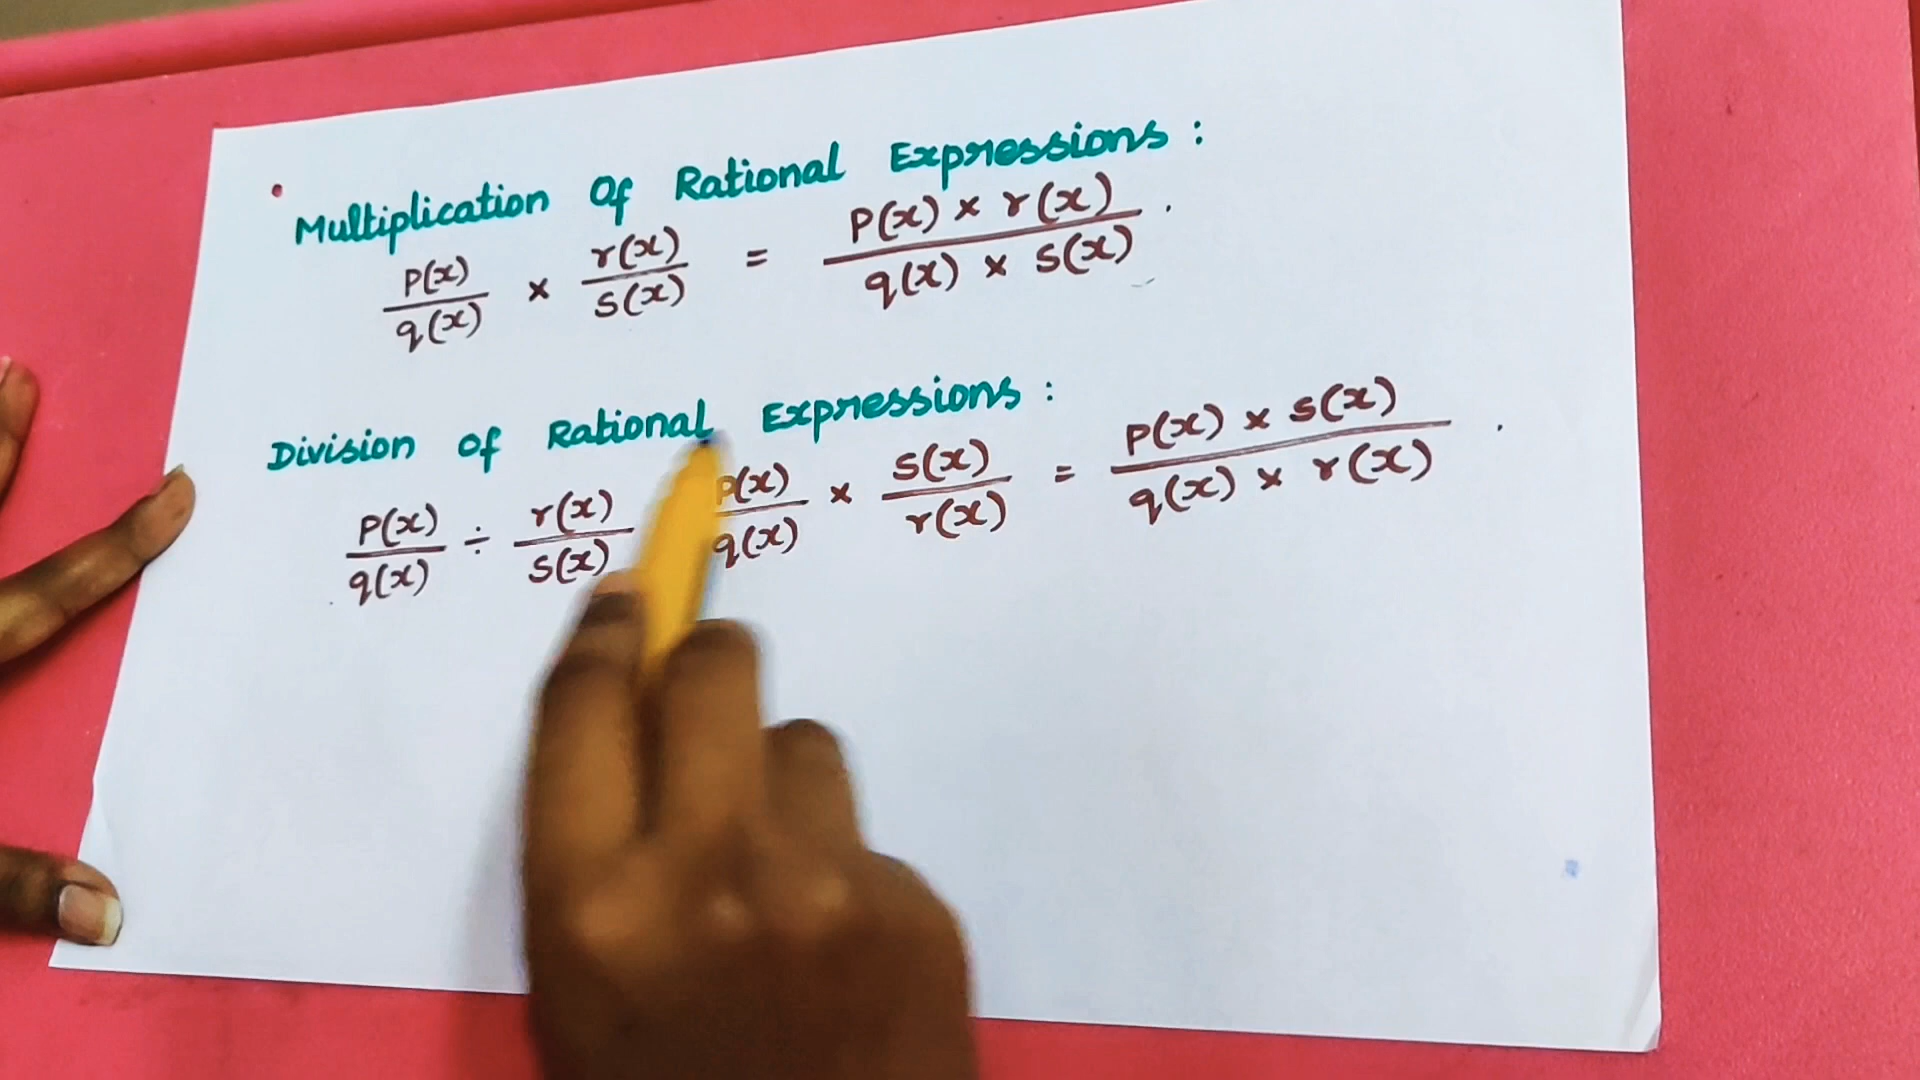 Multiplication Of Rational Expressions :
P(x)/q(x) × r(x)/s(x) = P(x) × r(x)/q(x) × s(x) .
Division of Rational Expressions :
P(x)/q(x) ÷ r(x)/s(x) P(x)/q(x) × s(x)/r(x) = P(x) × s(x)/q(x) × r(x) .